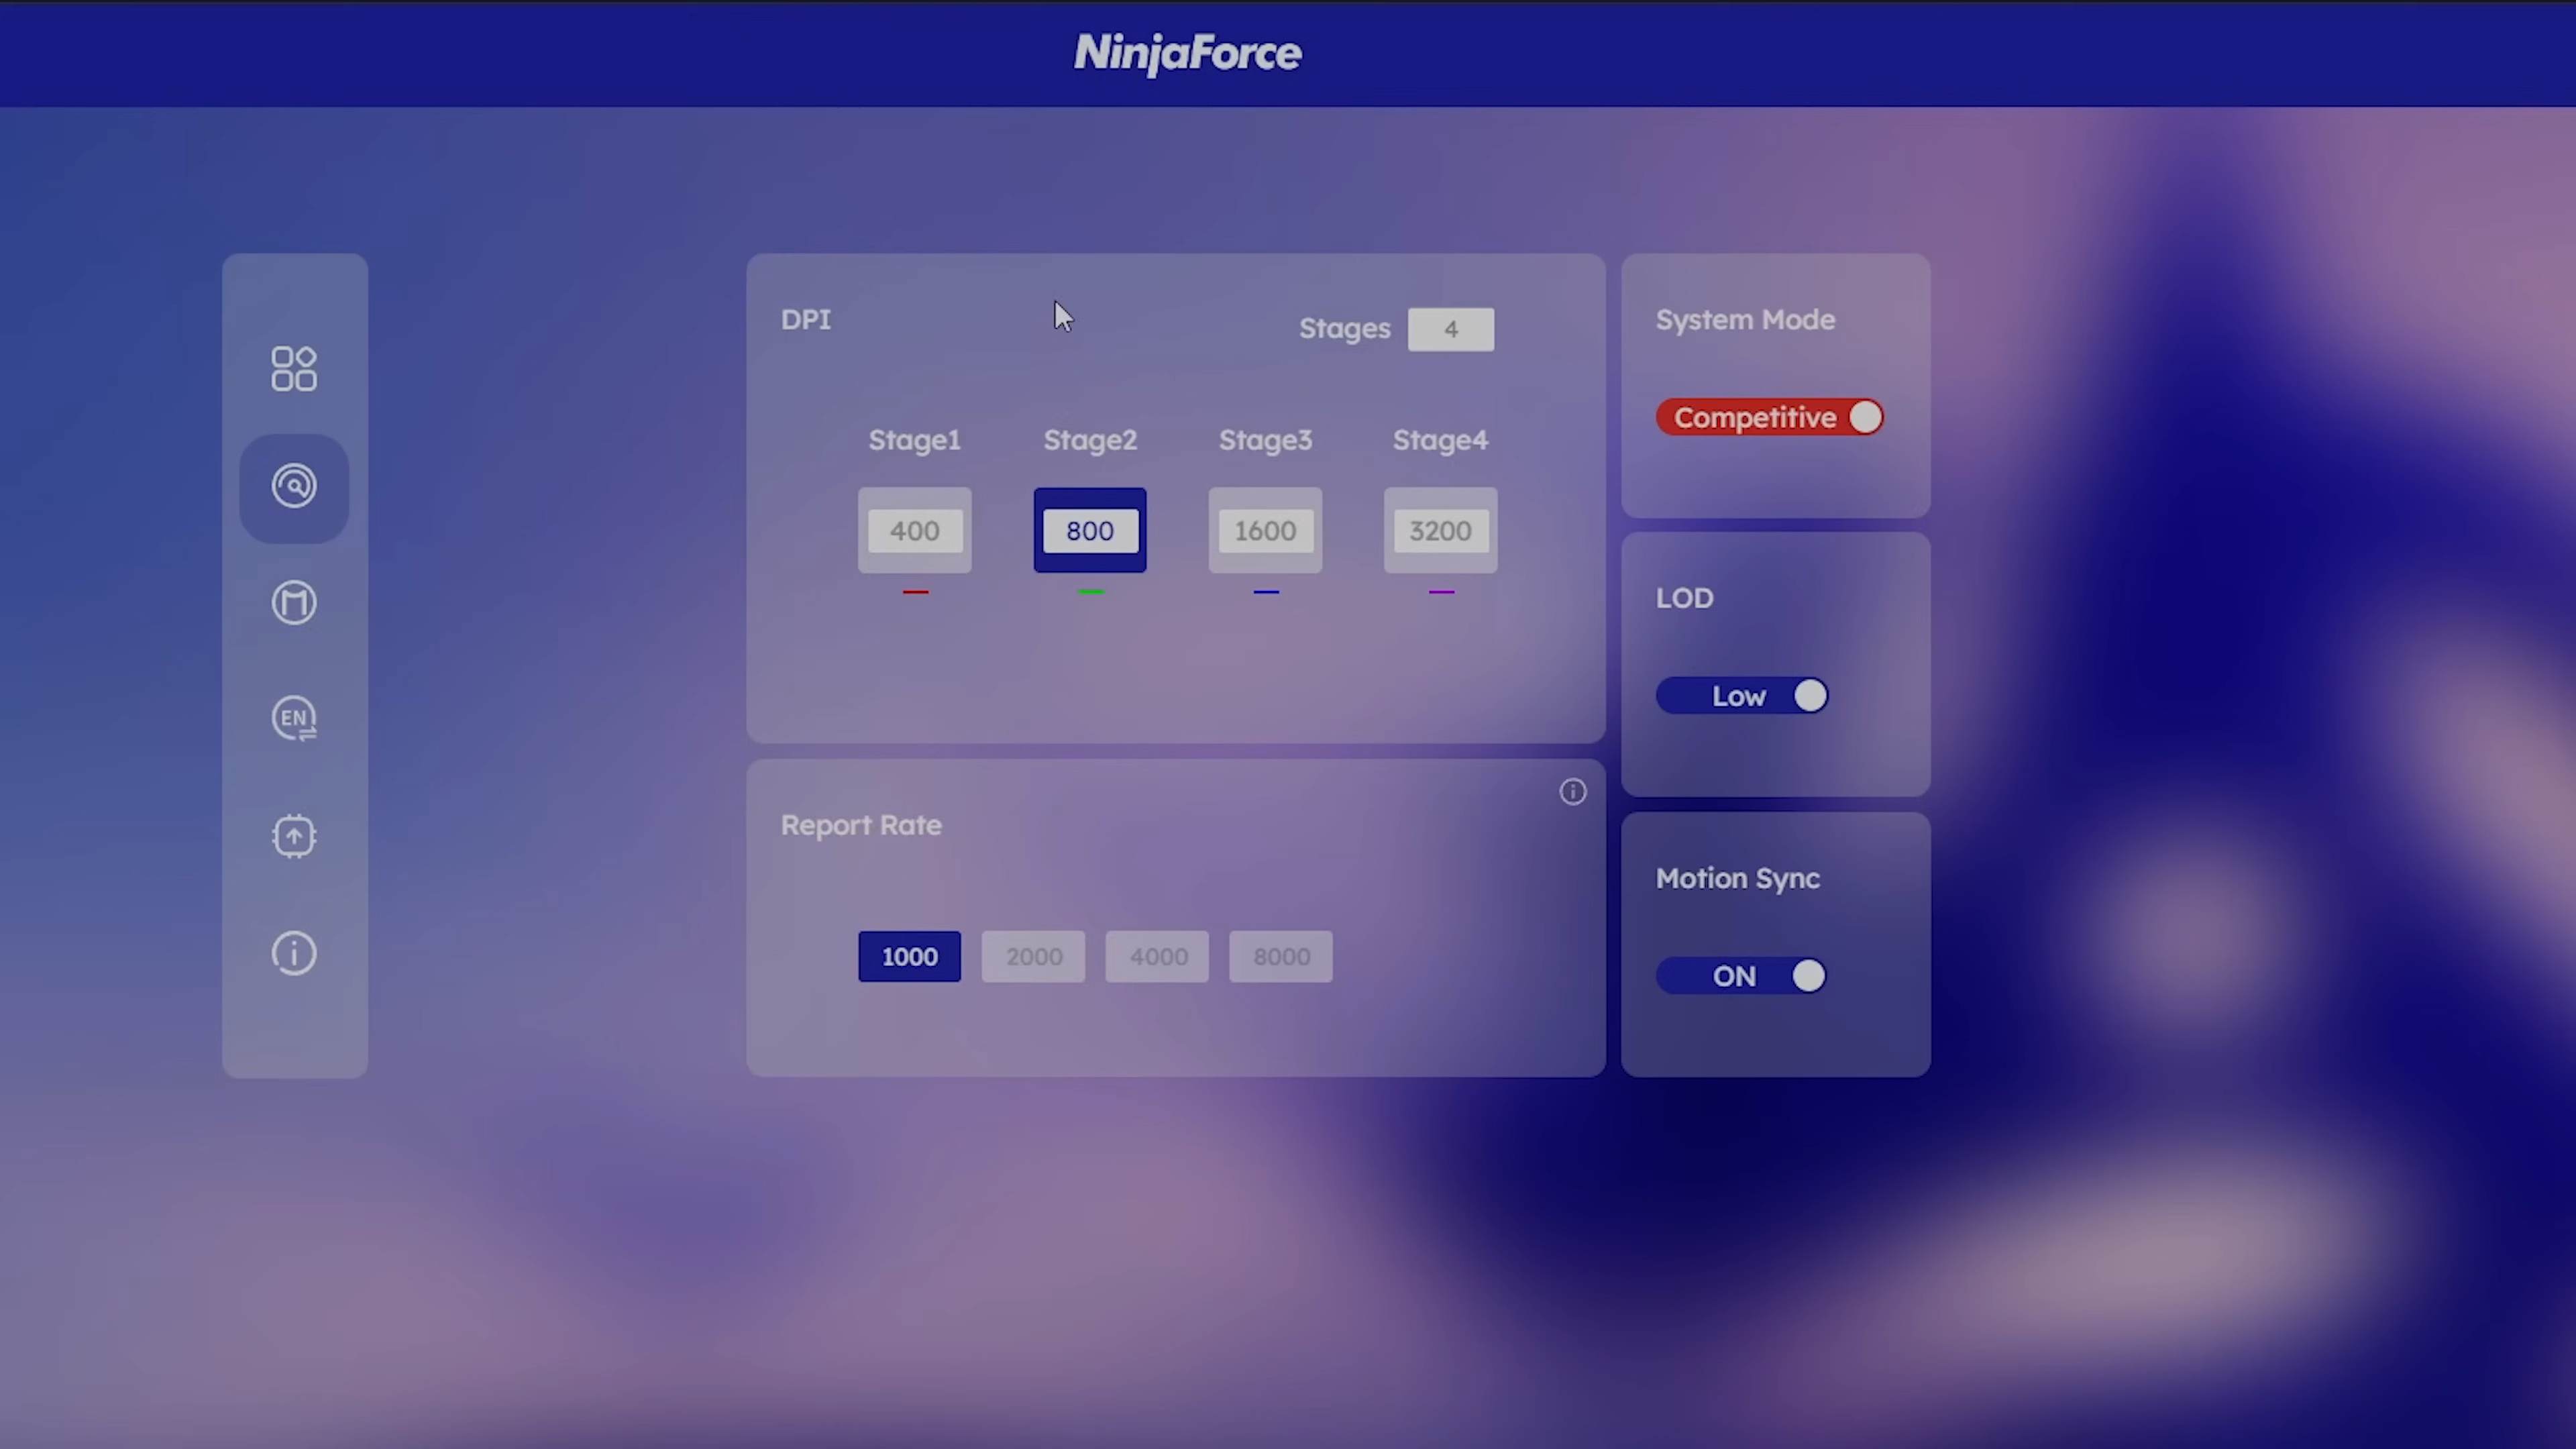 NinjaForce
DPI
Stages 4
Stage1 Stage2 Stage3 Stage4
400 800 1600 3200
System Mode
Competitive
LOD
Low
EN
Report Rate
1000 2000 4000 8000
Motion Sync
ON